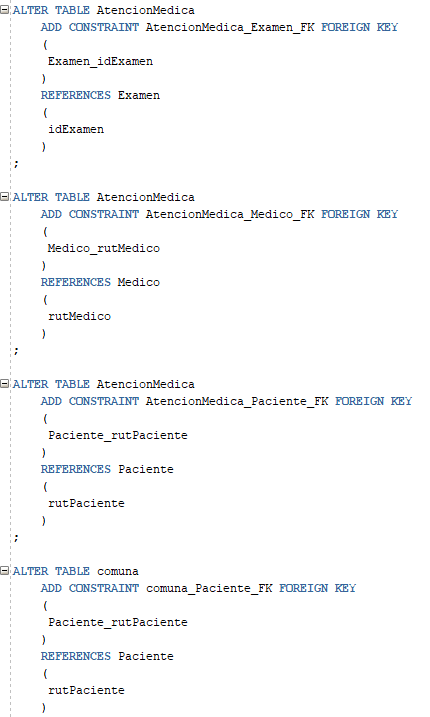 ALTER TABLE AtencionMedica
    ADD CONSTRAINT AtencionMedica_Examen_FK FOREIGN KEY
    (
     Examen_idExamen
    )
    REFERENCES Examen
    (
     idExamen
    )
;
ALTER TABLE AtencionMedica
    ADD CONSTRAINT AtencionMedica_Medico_FK FOREIGN KEY
    (
     Medico_rutMedico
    )
    REFERENCES Medico
    (
     rutMedico
    )
;
ALTER TABLE AtencionMedica
    ADD CONSTRAINT AtencionMedica_Paciente_FK FOREIGN KEY
    (
     Paciente_rutPaciente
    )
    REFERENCES Paciente
    (
     rutPaciente
    )
;
ALTER TABLE comuna
    ADD CONSTRAINT comuna_Paciente_FK FOREIGN KEY
    (
     Paciente_rutPaciente
    )
    REFERENCES Paciente
    (
     rutPaciente
    )